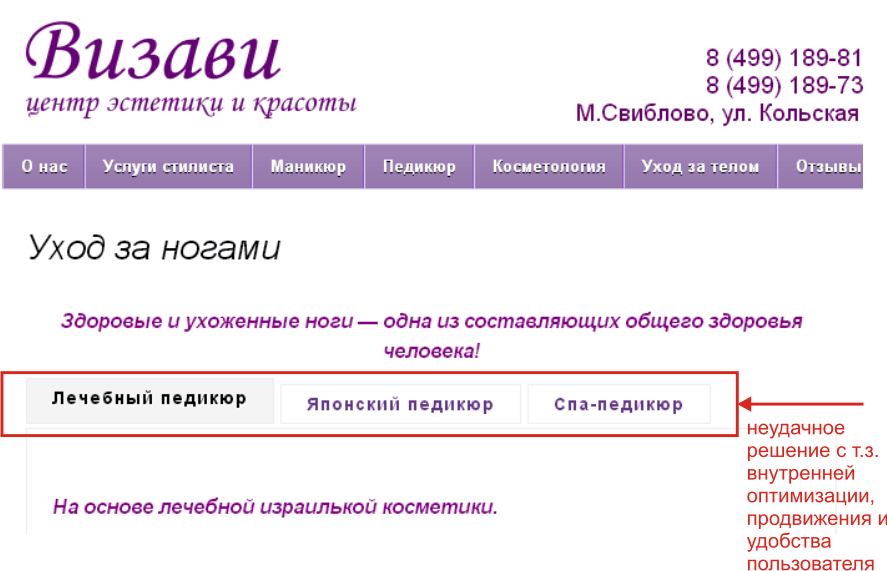 Визави
центр эстетики и красоты
8 (499) 189-81
8 (499) 189-73
М.Свиблово, ул. Кольская
О нас Услуги стилиста Маникюр Педикюр Косметология Уход за телом Отзывы
Уход за ногами
Здоровые и ухоженные ноги — одна из составляющих общего здоровья
человека!
Лечебный педикюр Японский педикюр Спа-педикюр
неудачное
решение с т.з.
внутренней
оптимизации,
продвижения и
удобства
пользователя
На основе лечебной израилькой косметики.